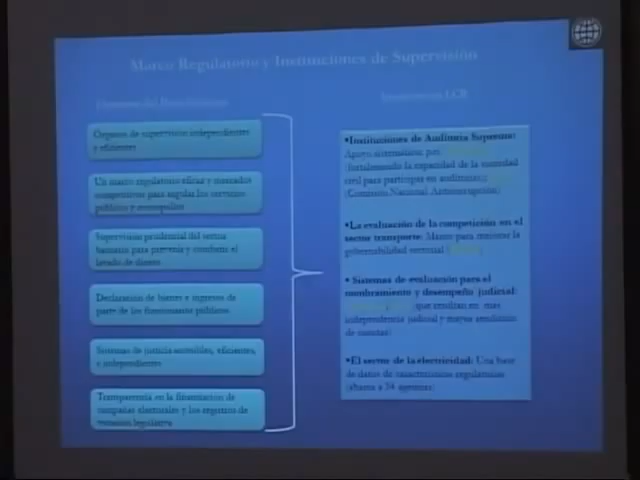 Marco Regulatorio y Instituciones de Supervisión
LCR
Órganos de supervisión independientes
y eficientes
Un marco regulatorio eficaz y mercados
competitivos para regular los servicios
públicos y monopolios
Supervisión prudencial del sector
bancario para prevenir y combatir el
lavado de dinero
Declaración de bienes e ingresos de
parte de los funcionarios públicos
Sistemas de justicia accesibles, eficientes,
e independientes
Transparencia en la financiación de
campañas electorales y los registros de
votación legislativa
•Instituciones de Auditoría Suprema:
Apoyo sistemático, por
(fortaleciendo la capacidad de la sociedad
civil para participar en auditorías);
(Comisión Nacional Anticorrupción)
•La evaluación de la competición en el
sector transporte: Marco para mejorar la
gobernabilidad sectorial
• Sistemas de evaluación para el
nombramiento y desempeño judicial:
que resultan en más
independencia judicial y mayor rendición
de cuentas
•El sector de la electricidad: Una base
de datos de características regulatorias
(abarca a 24 agencias)